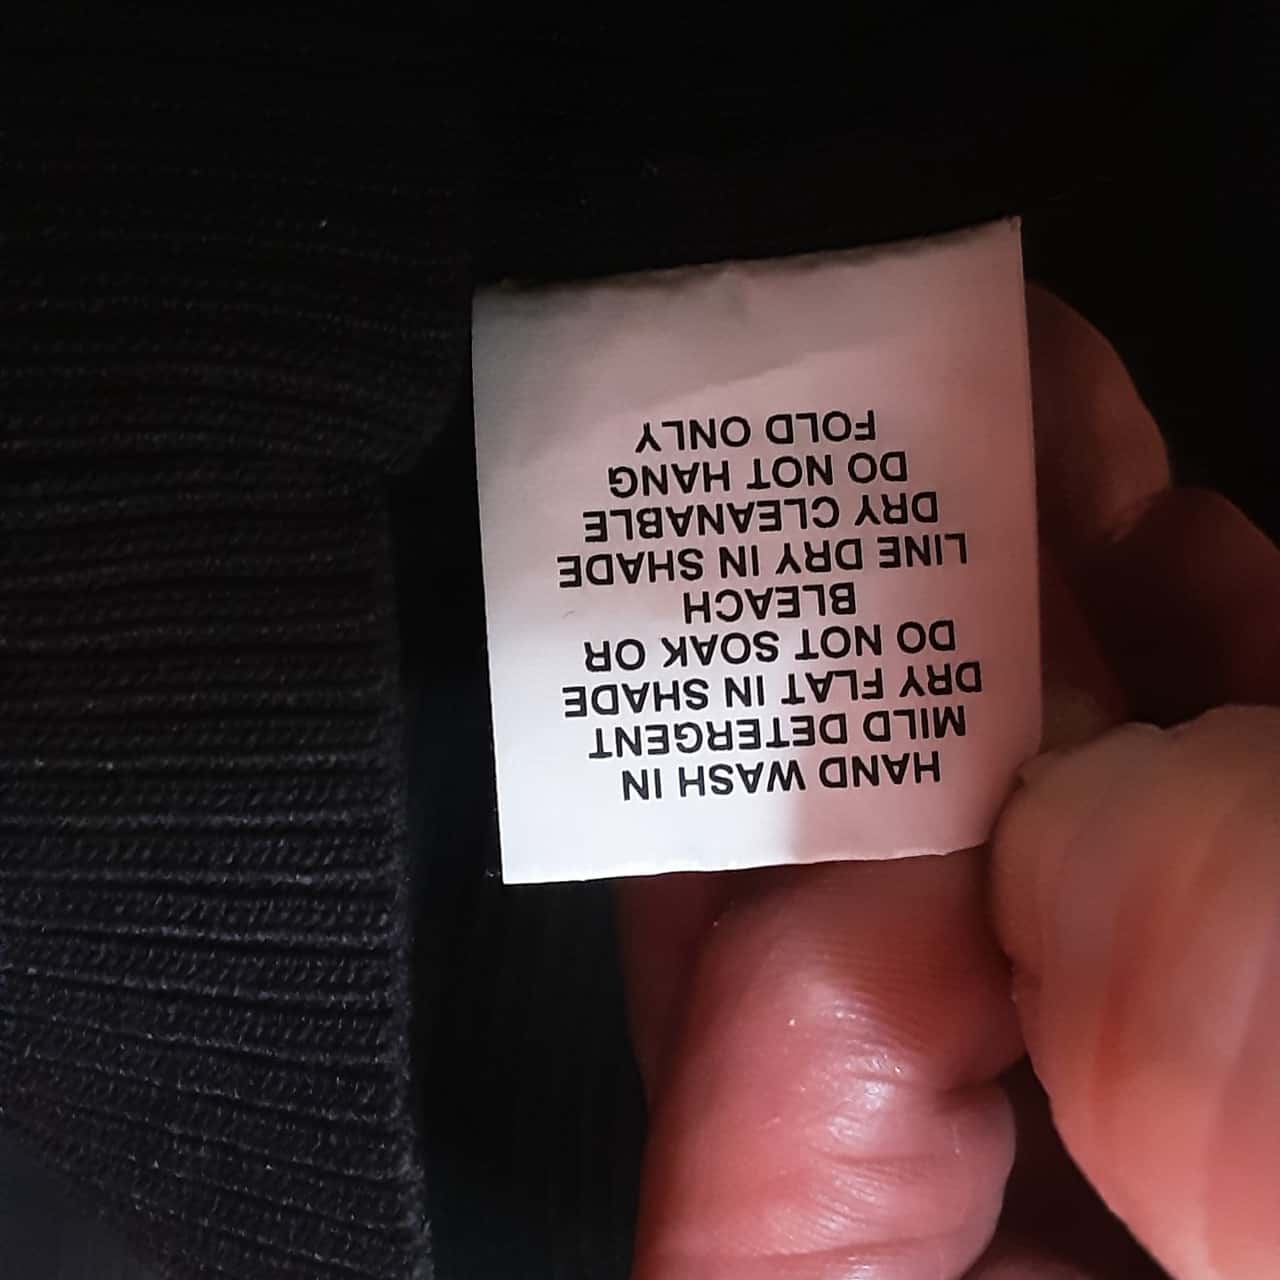 HAND WASH IN
MILD DETERGENT
DRY FLAT IN SHADE
DO NOT SOAK OR
BLEACH
LINE DRY IN SHADE
DRY CLEANABLE
DO NOT HANG
FOLD ONLY